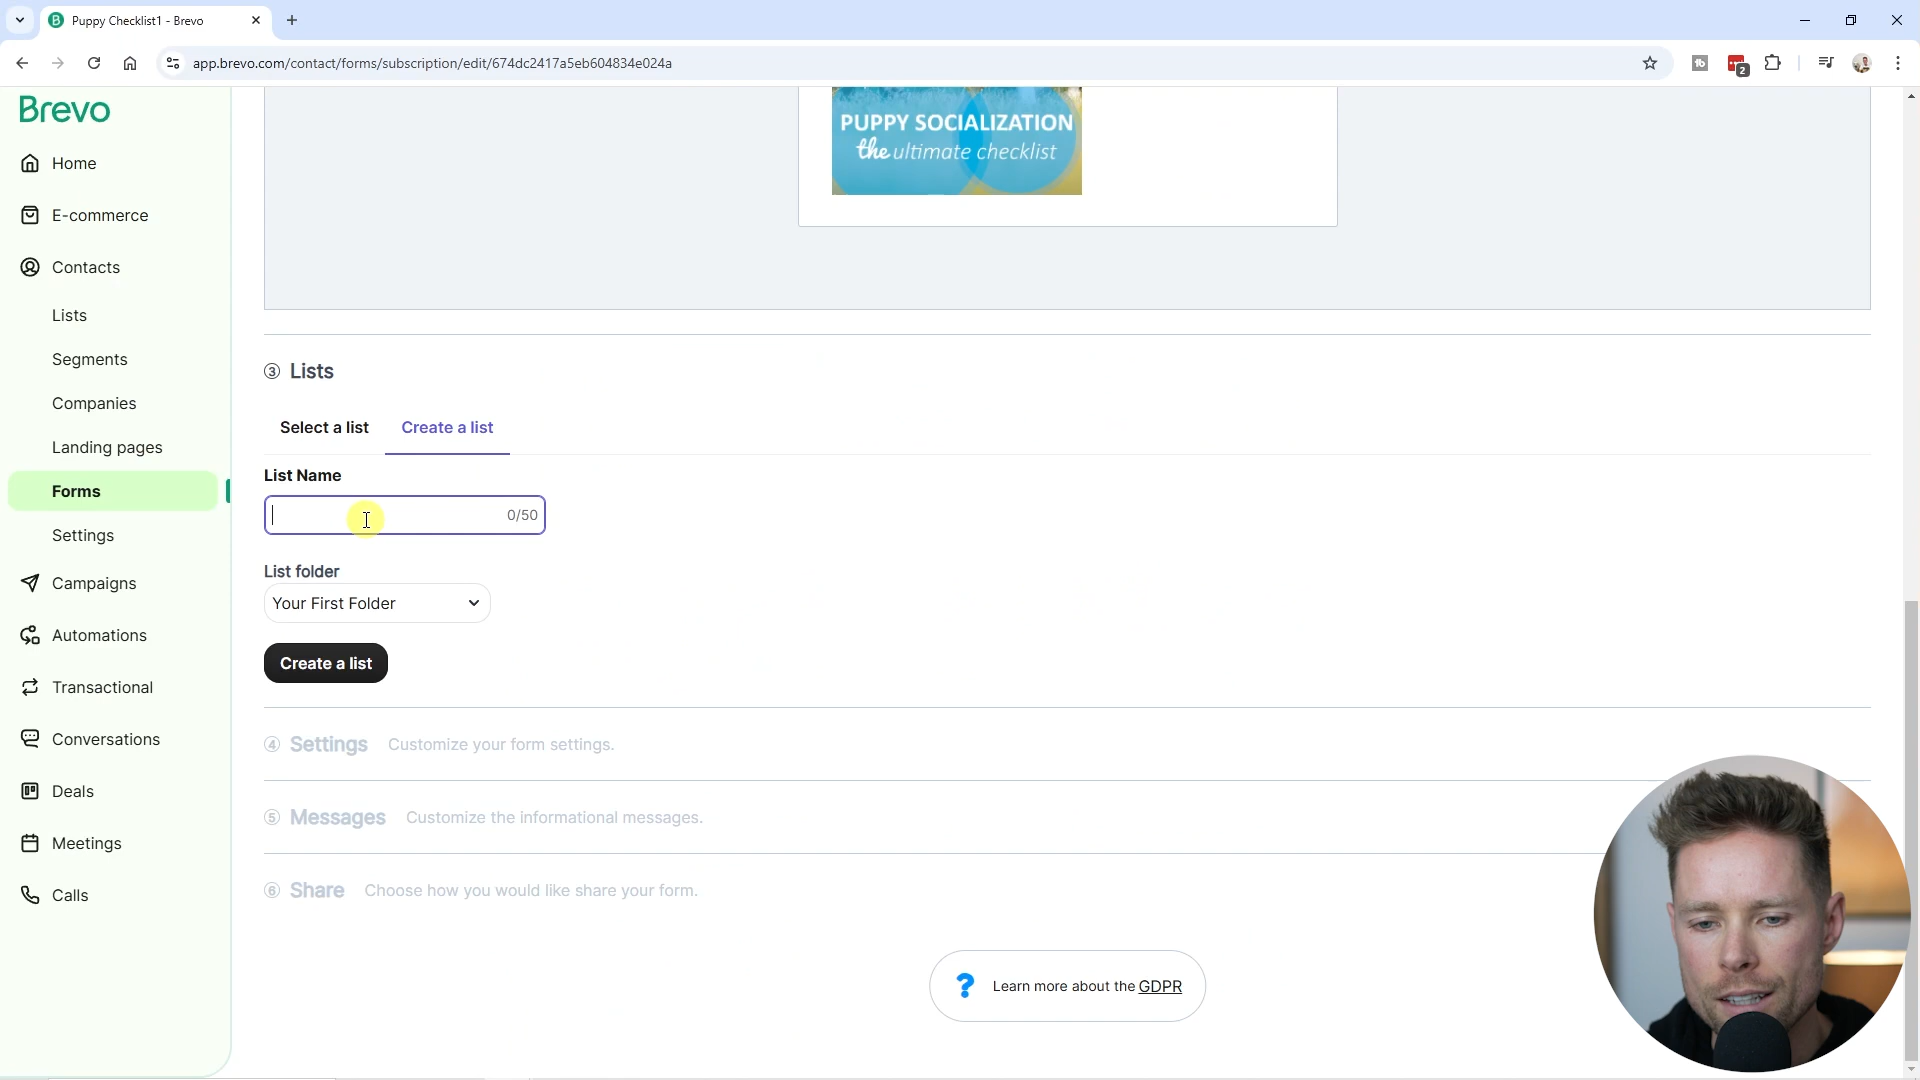 Puppy Checklist1 - Brevo
app.brevo.com/contact/forms/subscription/edit/674dc2417a5eb604834e024a
2
Brevo
Home
E-commerce
Contacts
Lists
Segments
Companies
Landing pages
Forms
Settings
Campaigns
Automations
Transactional
Conversations
Deals
Meetings
Calls
PUPPY SOCIALIZATION
the ultimate checklist
3 Lists
Select a list Create a list
List Name
0/50
List folder
Your First Folder
Create a list
4 Settings Customize your form settings.
5 Messages Customize the informational messages.
6 Share Choose how you would like share your form.
? Learn more about the GDPR